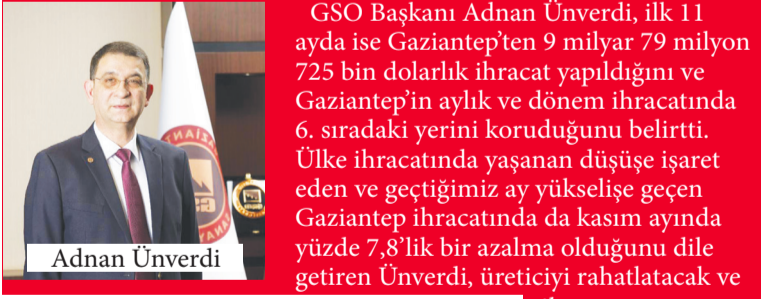 GSO Başkanı Adnan Ünverdi, ilk 11
ayda ise Gaziantep’ten 9 milyar 79 milyon
725 bin dolarlık ihracat yapıldığını ve
Gaziantep’in aylık ve dönem ihracatında
6. sıradaki yerini koruduğunu belirtti.
Ülke ihracatında yaşanan düşüşe işaret
eden ve geçtiğimiz ay yükselişe geçen
Gaziantep ihracatında da kasım ayında
yüzde 7,8’lik bir azalma olduğunu dile
getiren Ünverdi, üreticiyi rahatlatacak ve
Adnan Ünverdi